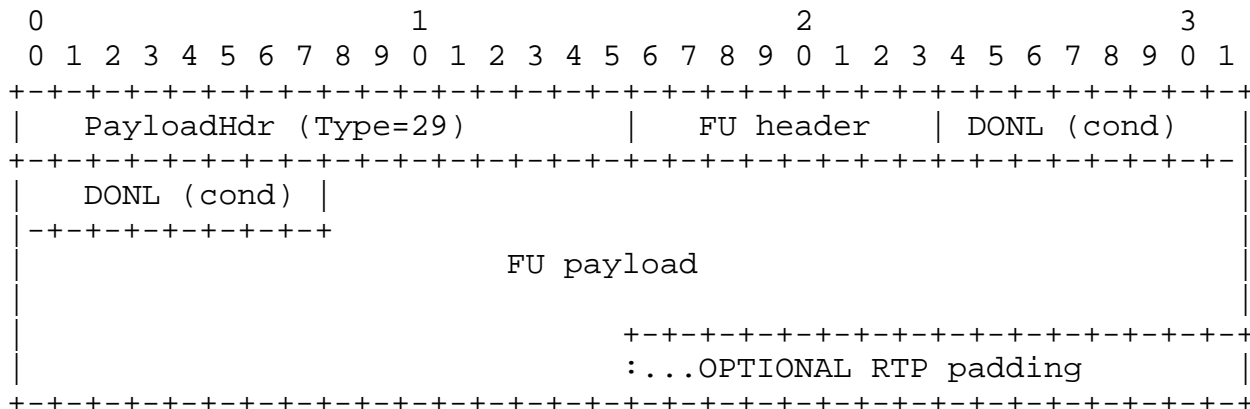 0                   1                   2                   3
 0 1 2 3 4 5 6 7 8 9 0 1 2 3 4 5 6 7 8 9 0 1 2 3 4 5 6 7 8 9 0 1
+-+-+-+-+-+-+-+-+-+-+-+-+-+-+-+-+-+-+-+-+-+-+-+-+-+-+-+-+-+-+-+-+
|   PayloadHdr (Type=29)        |   FU header   | DONL (cond)   |
+-+-+-+-+-+-+-+-+-+-+-+-+-+-+-+-+-+-+-+-+-+-+-+-+-+-+-+-+-+-+-+-|
|   DONL (cond) |                                               |
|-+-+-+-+-+-+-+-+                                               |
|                         FU payload                            |
|                                                               |
|                               +-+-+-+-+-+-+-+-+-+-+-+-+-+-+-+-+
|                               :...OPTIONAL RTP padding        |
+-+-+-+-+-+-+-+-+-+-+-+-+-+-+-+-+-+-+-+-+-+-+-+-+-+-+-+-+-+-+-+-+